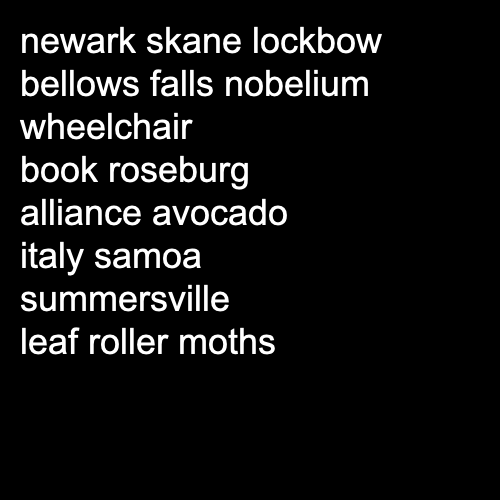 newark skane lockbow
bellows falls nobelium
wheelchair
book roseburg
alliance avocado
italy samoa
summersville
leaf roller moths